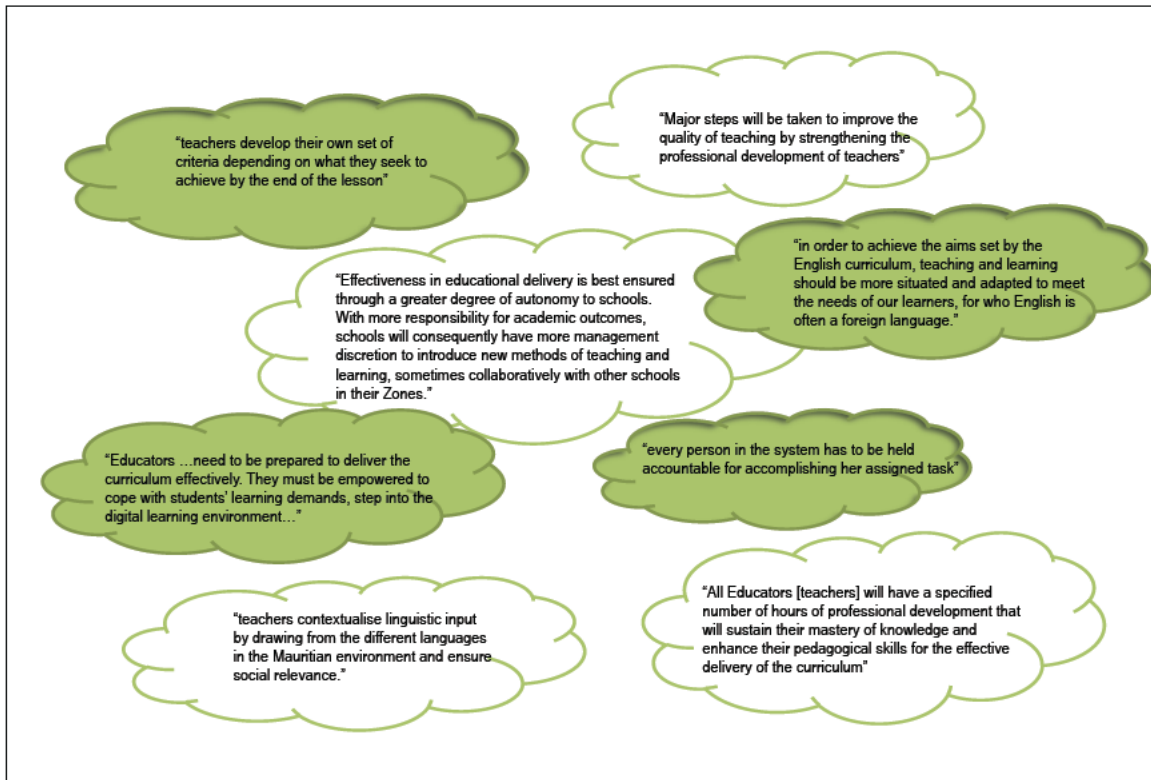 “teachers develop their own set of
criteria depending on what they seek to
achieve by the end of the lesson”
“Major steps will be taken to improve the
quality of teaching by strengthening the
professional development of teachers”
“Effectiveness in educational delivery is best ensured
through a greater degree of autonomy to schools.
With more responsibility for academic outcomes,
schools will consequently have more management
discretion to introduce new methods of teaching and
learning, sometimes collaboratively with other schools
in their Zones.”
“in order to achieve the aims set by the
English curriculum, teaching and learning
should be more situated and adapted to meet
the needs of our learners, for who English is
often a foreign language.”
“Educators …need to be prepared to deliver the
curriculum effectively. They must be empowered to
cope with students’ learning demands, step into the
digital learning environment…”
“every person in the system has to be held
accountable for accomplishing her assigned task”
“teachers contextualise linguistic input
by drawing from the different languages
in the Mauritian environment and ensure
social relevance.”
“All Educators [teachers] will have a specified
number of hours of professional development that
will sustain their mastery of knowledge and
enhance their pedagogical skills for the effective
delivery of the curriculum”